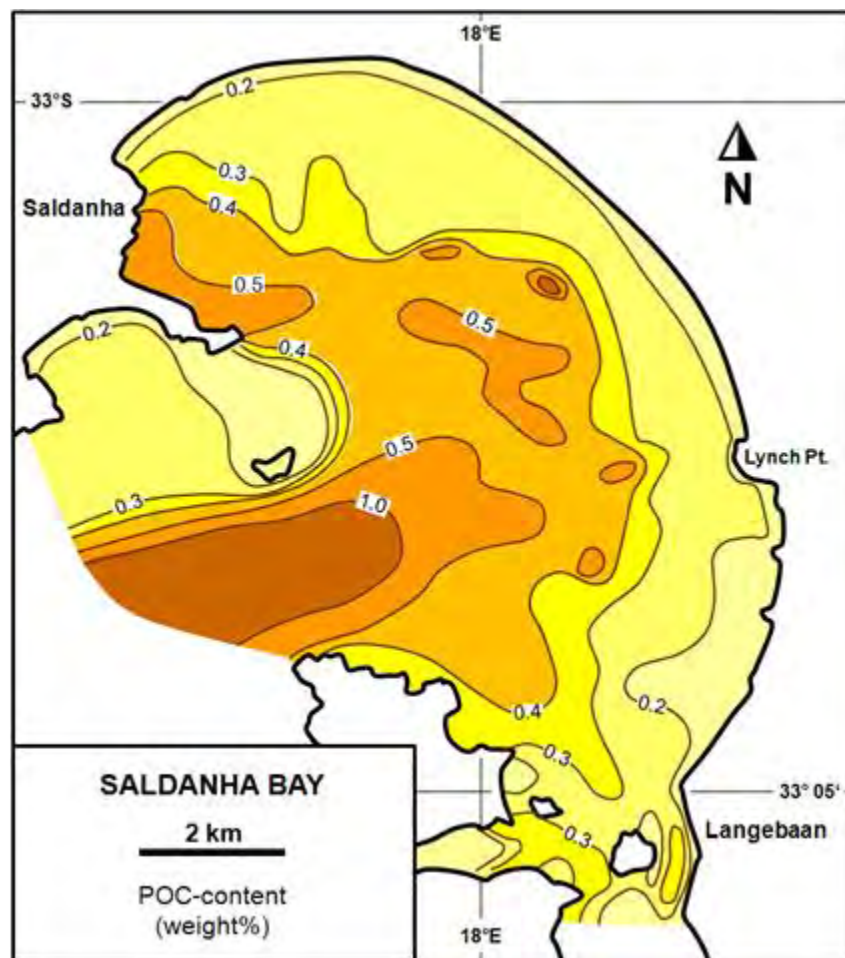 18°E
33°S
0.2
N
0.3
Saldanha
0.4
0.5
0.2
0.4
0.5
0.5
Lynch Pt.
0.3
1.0
0.2
0.4
0.3
SALDANHA BAY
33° 05'
2 km
0.3
Langebaan
POC-content
(weight%)
18°E